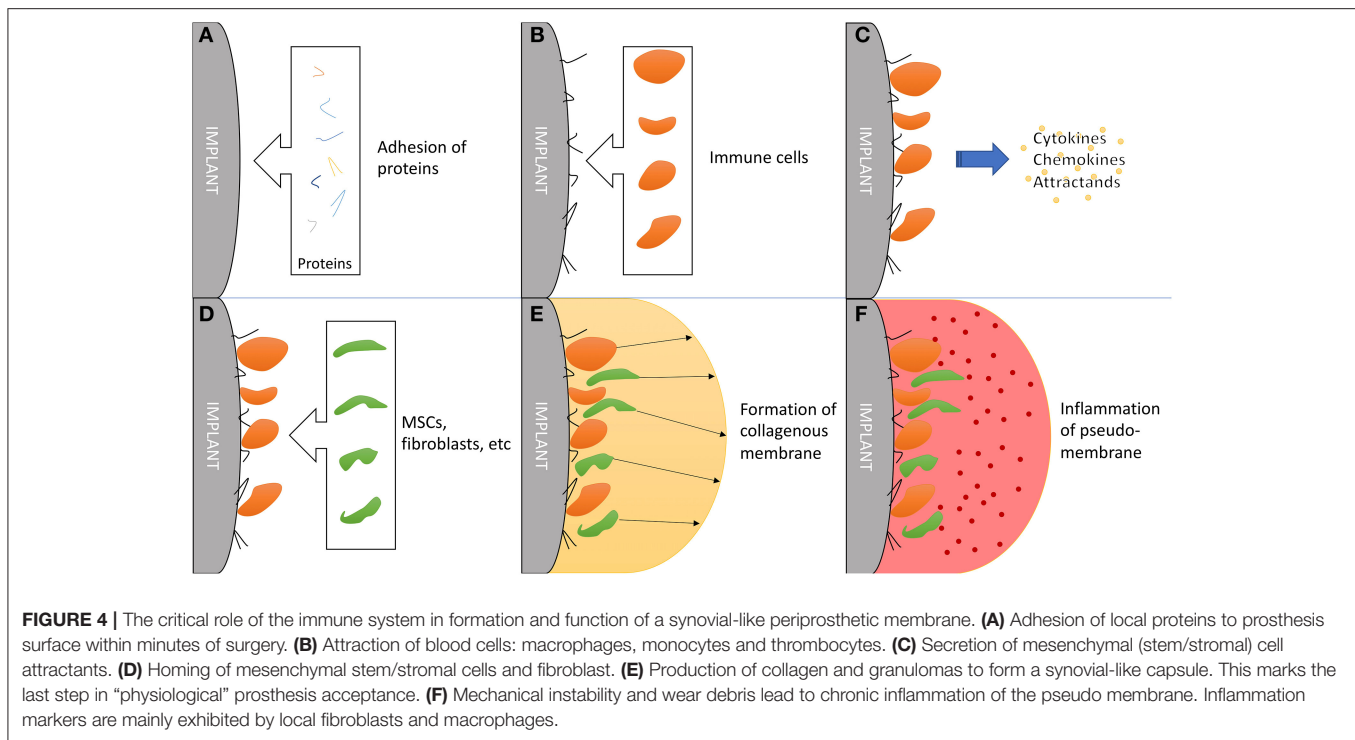 A
IMPLANT
Proteins
Adhesion of
proteins
B
IMPLANT
Immune cells
C
IMPLANT
Cytokines
Chemokines
Attractands
D
IMPLANT
MSCs,
fibroblasts, etc
E
IMPLANT
Formation of
collagenous
membrane
F
IMPLANT
Inflammation
of pseudo-
membrane
FIGURE 4 | The critical role of the immune system in formation and function of a synovial-like periprosthetic membrane. (A) Adhesion of local proteins to prosthesis
surface within minutes of surgery. (B) Attraction of blood cells: macrophages, monocytes and thrombocytes. (C) Secretion of mesenchymal (stem/stromal) cell
attractants. (D) Homing of mesenchymal stem/stromal cells and fibroblast. (E) Production of collagen and granulomas to form a synovial-like capsule. This marks the
last step in “physiological” prosthesis acceptance. (F) Mechanical instability and wear debris lead to chronic inflammation of the pseudo membrane. Inflammation
markers are mainly exhibited by local fibroblasts and macrophages.